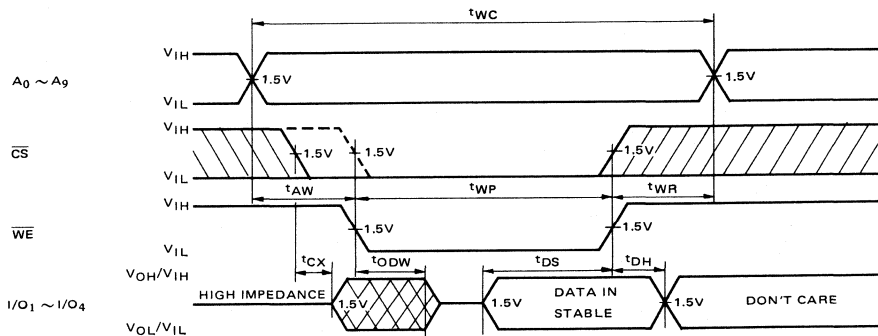 tWC
VIH
A0 ~ A9
1.5V
1.5V
VIL
VIH
CS
1.5V
1.5V
1.5V
VIL
tAW
tWP
tWR
VIH
WE
1.5V
1.5V
VIL
tCX
tODW
tDS
tDH
VOH/VIH
I/O1 ~ I/O4
HIGH IMPEDANCE
1.5V
1.5V
DATA IN
STABLE
1.5V
DON'T CARE
VOL/VIL